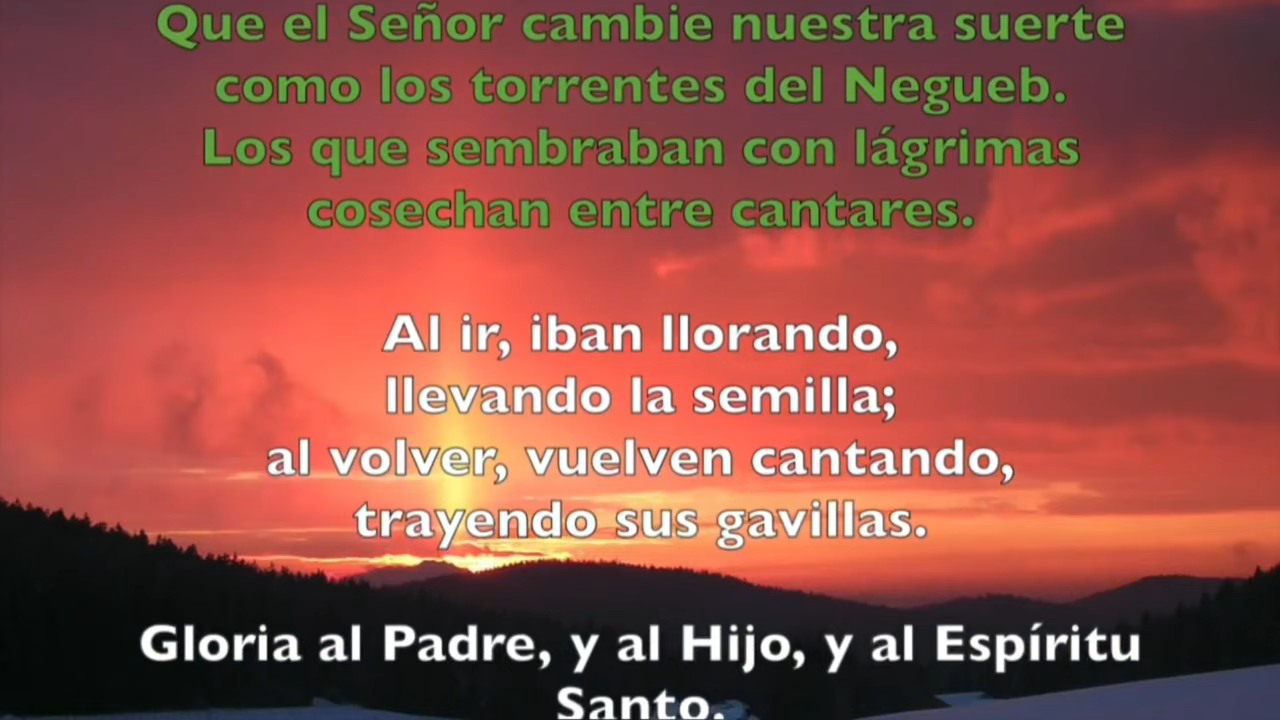 Que el Señor cambie nuestra suerte
como los torrentes del Negueb.
Los que sembraban con lágrimas
cosechan entre cantares.
Al ir, iban llorando,
llevando la semilla;
al volver, vuelven cantando,
trayendo sus gavillas.
Gloria al Padre, y al Hijo, y al Espíritu
Santo.